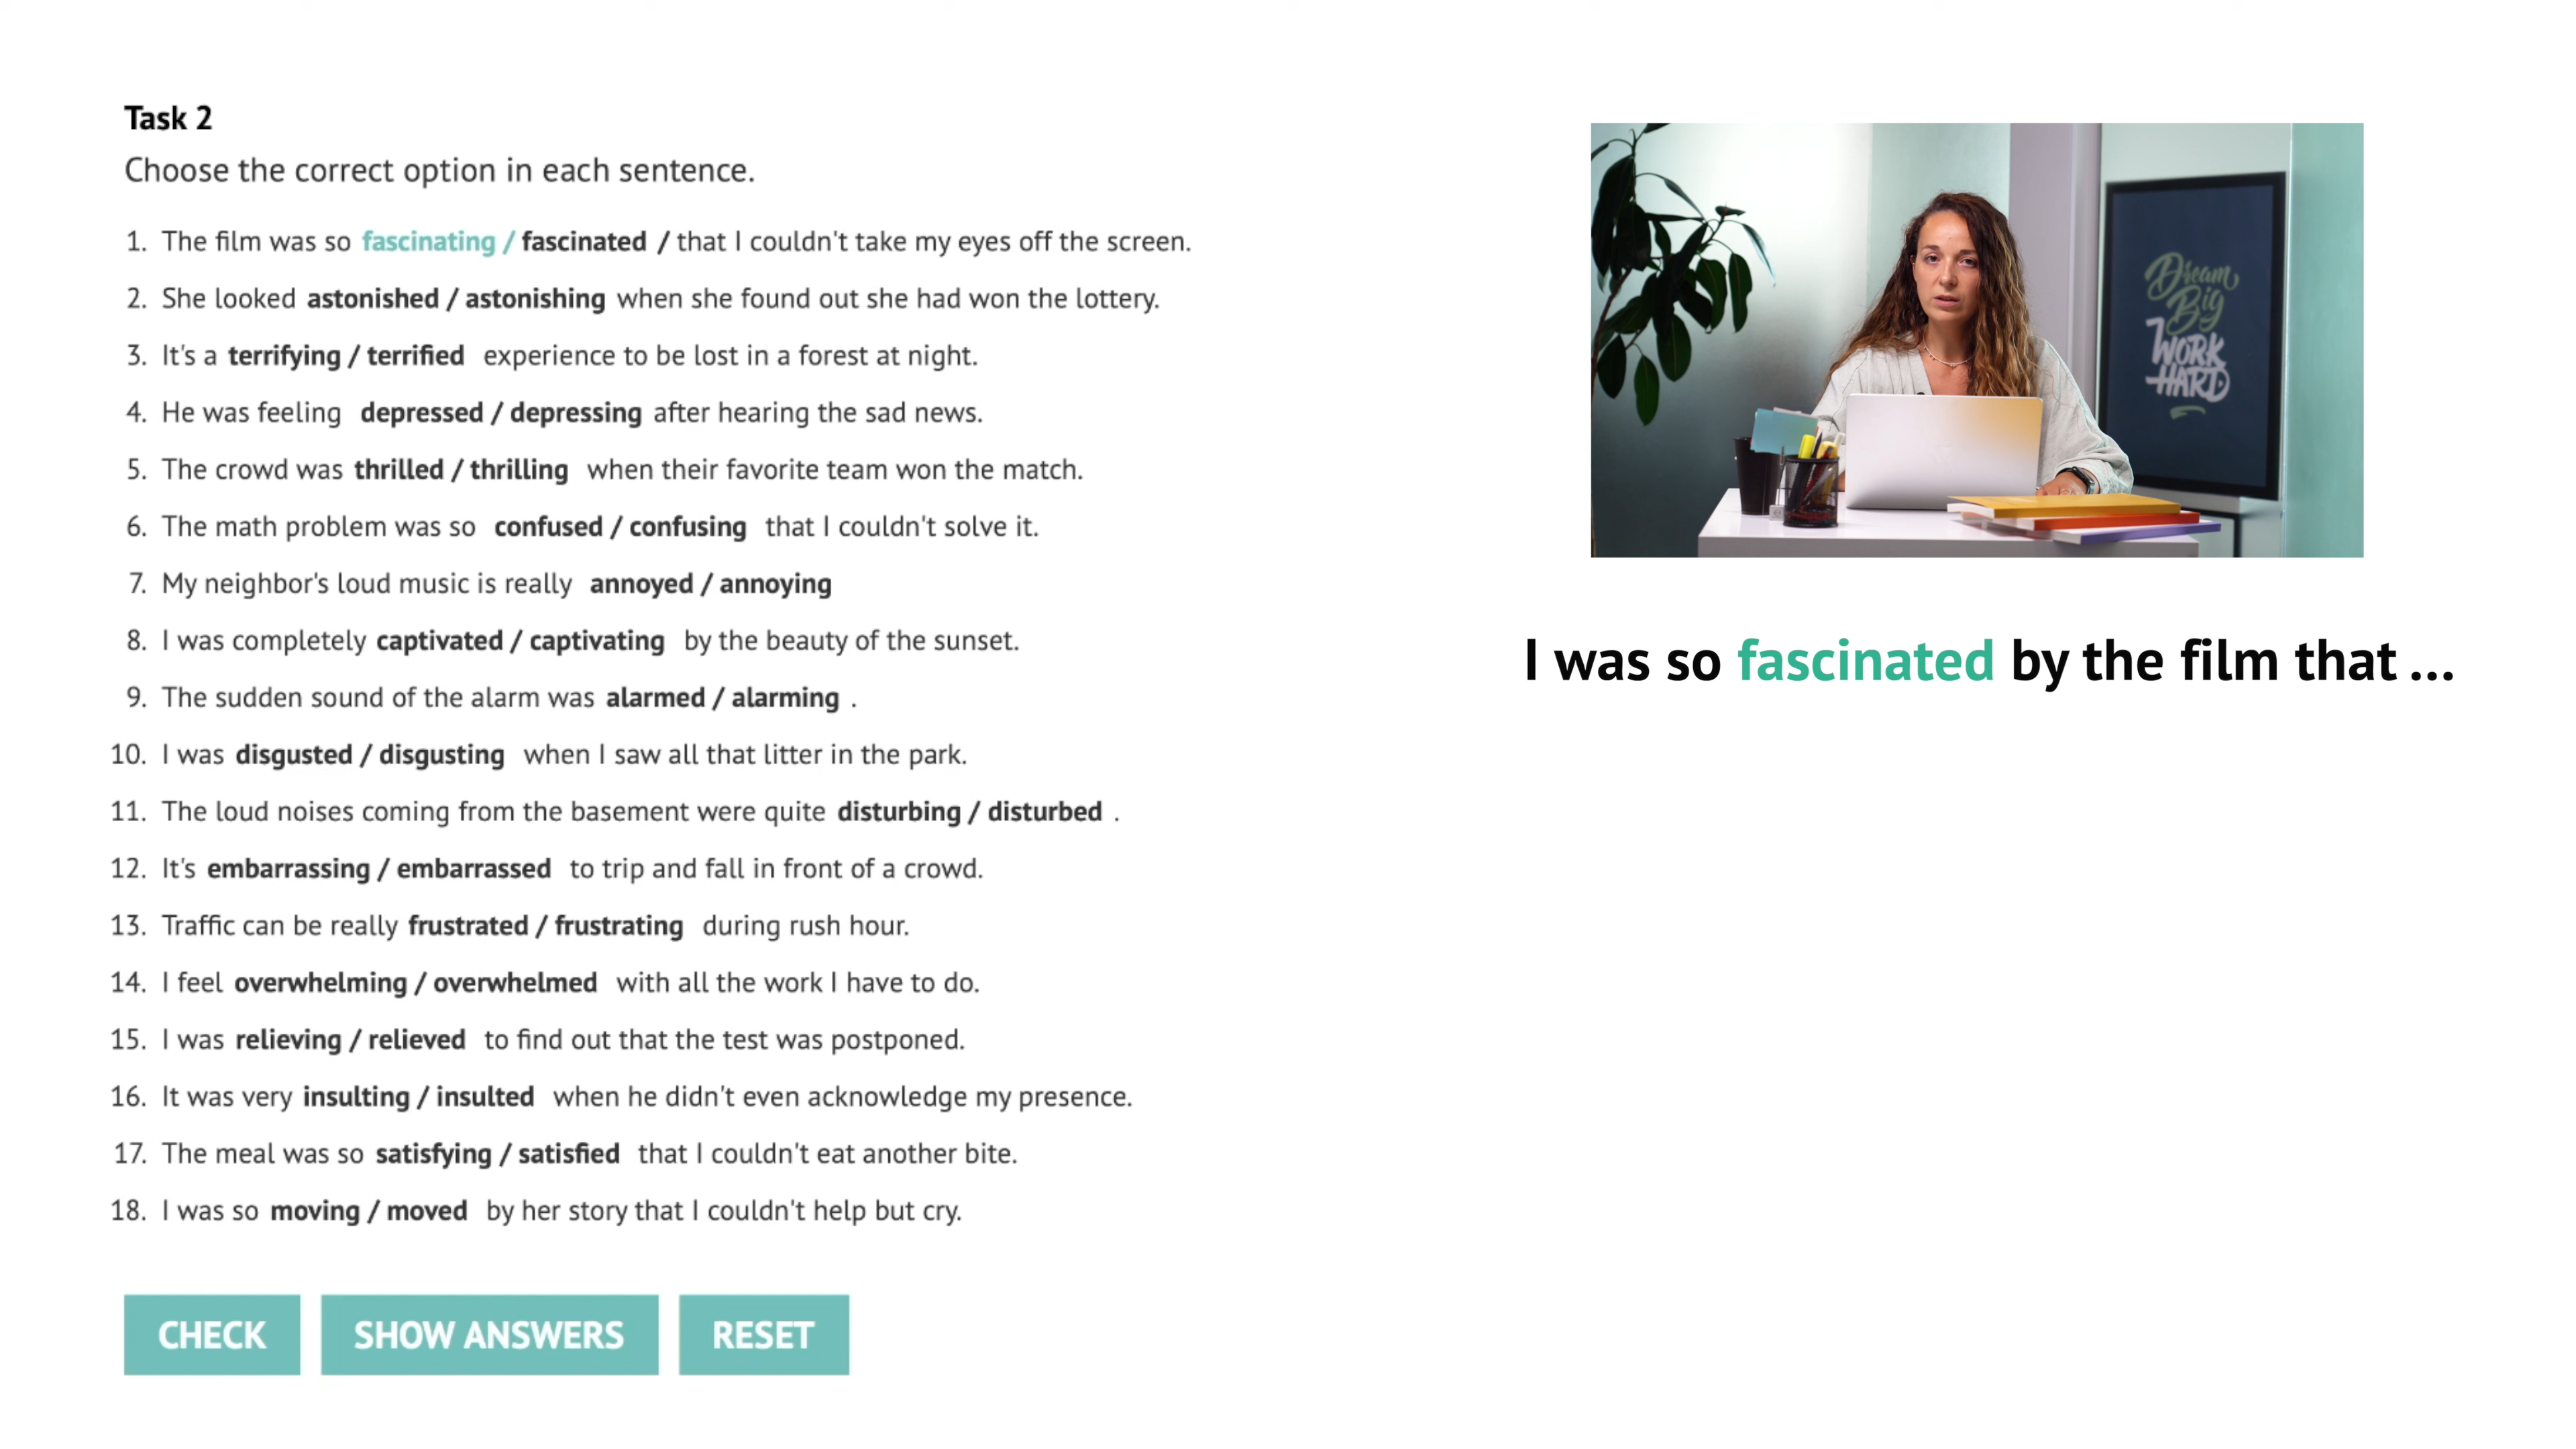 Task 2
Choose the correct option in each sentence.
1. The film was so fascinating / fascinated / that I couldn't take my eyes off the screen.
2. She looked astonished / astonishing when she found out she had won the lottery.
3. It's a terrifying / terrified experience to be lost in a forest at night.
4. He was feeling depressed / depressing after hearing the sad news.
5. The crowd was thrilled / thrilling when their favorite team won the match.
6. The math problem was so confused / confusing that I couldn't solve it.
7. My neighbor's loud music is really annoyed / annoying
8. I was completely captivated / captivating by the beauty of the sunset.
9. The sudden sound of the alarm was alarmed / alarming .
10. I was disgusted / disgusting when I saw all that litter in the park.
11. The loud noises coming from the basement were quite disturbing / disturbed .
12. It's embarrassing / embarrassed to trip and fall in front of a crowd.
13. Traffic can be really frustrated / frustrating during rush hour.
14. I feel overwhelming / overwhelmed with all the work I have to do.
15. I was relieving / relieved to find out that the test was postponed.
16. It was very insulting / insulted when he didn't even acknowledge my presence.
17. The meal was so satisfying / satisfied that I couldn't eat another bite.
18. I was so moving / moved by her story that I couldn't help but cry.
CHECK SHOW ANSWERS RESET
Dream
Big
WORK
HARD
I was so fascinated by the film that ...